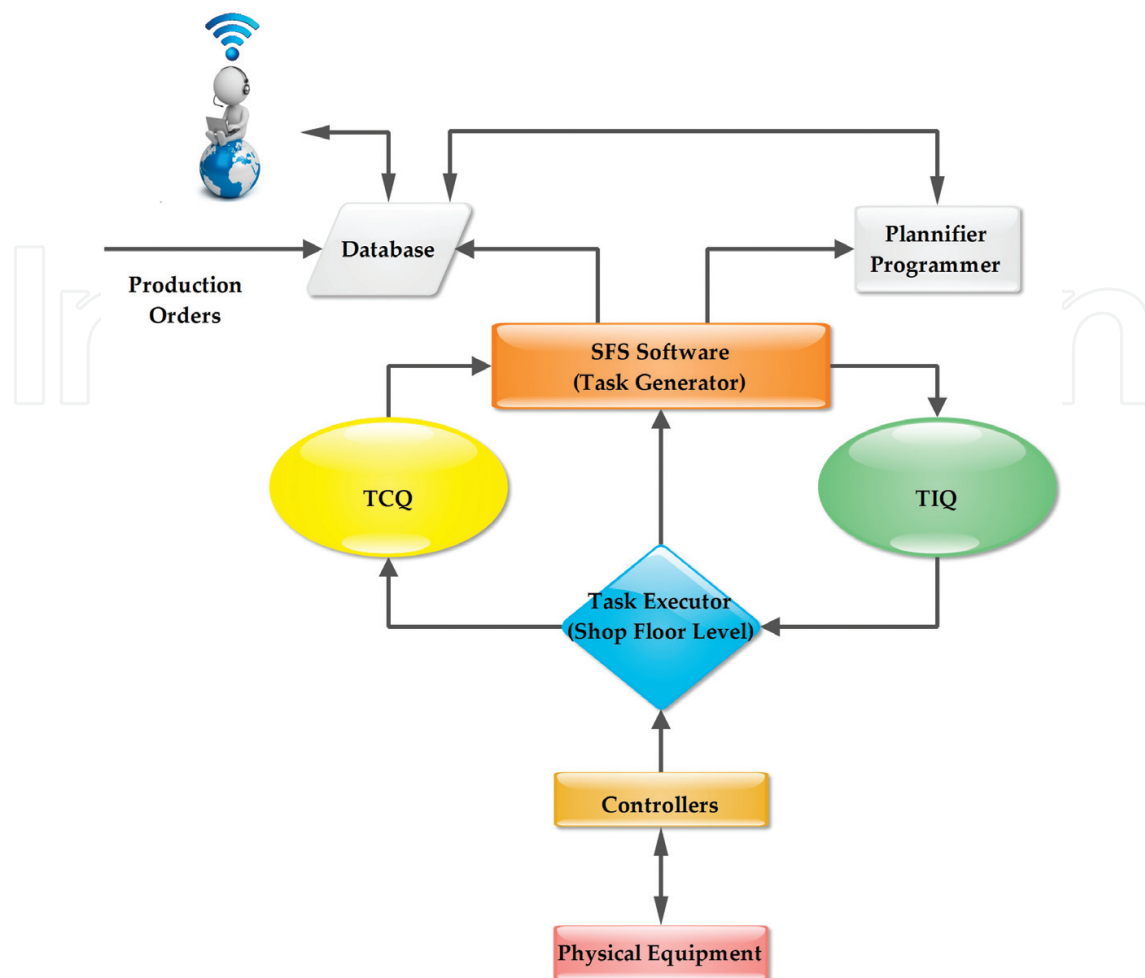 Database
Plannifier
Programmer
Production
Orders
SFS Software
(Task Generator)
TCQ
TIQ
Task Executor
(Shop Floor Level)
Controllers
Physical Equipment